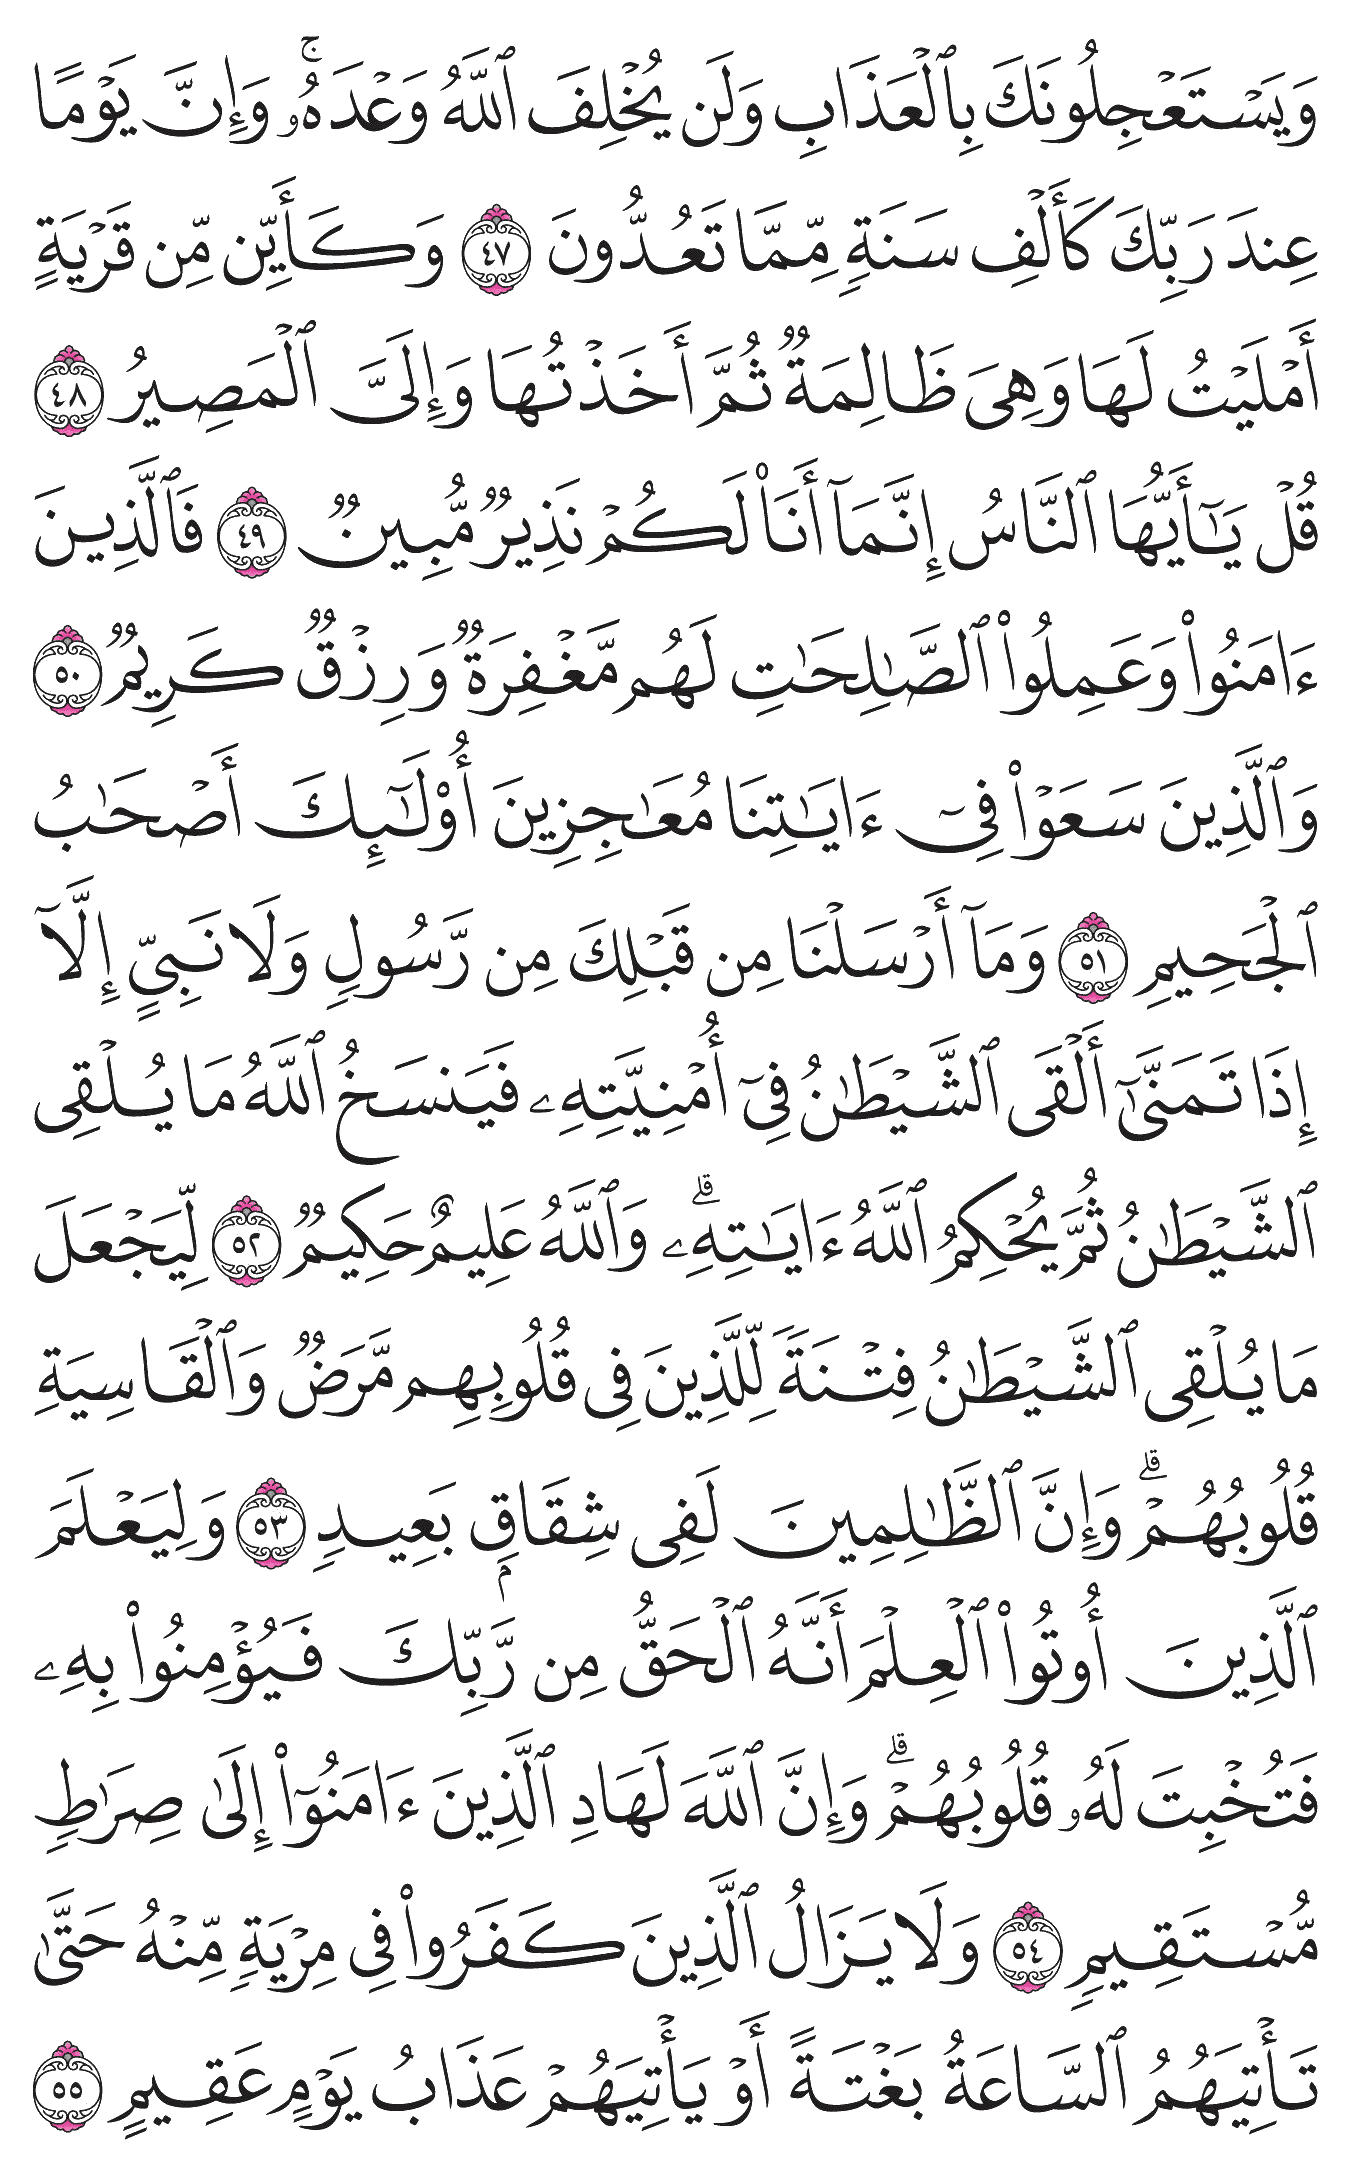 وَيَسۡتَعۡجِلُونَكَ بِٱلۡعَذَابِ وَلَن يُخۡلِفَ ٱللَّهُ وَعۡدَهُۥۚ وَإِنَّ يَوۡمًا
عِندَ رَبِّكَ كَأَلۡفِ سَنَةٖ مِّمَّا تَعُدُّونَ ٤٧ وَكَأَيِّن مِّن قَرۡيَةٍ
أَمۡلَيۡتُ لَهَا وَهِيَ ظَالِمَةٞ ثُمَّ أَخَذۡتُهَا وَإِلَيَّ ٱلۡمَصِيرُ ٤٨
قُلۡ يَٰٓأَيُّهَا ٱلنَّاسُ إِنَّمَآ أَنَا۠ لَكُمۡ نَذِيرٞ مُّبِينٞ ٤٩ فَٱلَّذِينَ
ءَامَنُواْ وَعَمِلُواْ ٱلصَّٰلِحَٰتِ لَهُم مَّغۡفِرَةٞ وَرِزۡقٞ كَرِيمٞ ٥٠
وَٱلَّذِينَ سَعَوۡاْ فِيٓ ءَايَٰتِنَا مُعَٰجِزِينَ أُوْلَٰٓئِكَ أَصۡحَٰبُ
ٱلۡجَحِيمِ ٥١ وَمَآ أَرۡسَلۡنَا مِن قَبۡلِكَ مِن رَّسُولٖ وَلَا نَبِيٍّ إِلَّآ
إِذَا تَمَنَّىٰٓ أَلۡقَى ٱلشَّيۡطَٰنُ فِيٓ أُمۡنِيَّتِهِۦ فَيَنسَخُ ٱللَّهُ مَا يُلۡقِي
ٱلشَّيۡطَٰنُ ثُمَّ يُحۡكِمُ ٱللَّهُ ءَايَٰتِهِۦۗ وَٱللَّهُ عَلِيمٌ حَكِيمٞ ٥٢ لِّيَجۡعَلَ
مَا يُلۡقِي ٱلشَّيۡطَٰنُ فِتۡنَةٗ لِّلَّذِينَ فِي قُلُوبِهِم مَّرَضٞ وَٱلۡقَاسِيَةِ
قُلُوبُهُمۡۗ وَإِنَّ ٱلظَّٰلِمِينَ لَفِي شِقَاقِۭ بَعِيدٖ ٥٣ وَلِيَعۡلَمَ
ٱلَّذِينَ أُوتُواْ ٱلۡعِلۡمَ أَنَّهُ ٱلۡحَقُّ مِن رَّبِّكَ فَيُؤۡمِنُواْ بِهِۦ
فَتُخۡبِتَ لَهُۥ قُلُوبُهُمۡۗ وَإِنَّ ٱللَّهَ لَهَادِ ٱلَّذِينَ ءَامَنُوٓاْ إِلَىٰ صِرَٰطٖ
مُّسۡتَقِيمٖ ٥٤ وَلَا يَزَالُ ٱلَّذِينَ كَفَرُواْ فِي مِرۡيَةٖ مِّنۡهُ حَتَّىٰ
تَأۡتِيَهُمُ ٱلسَّاعَةُ بَغۡتَةً أَوۡ يَأۡتِيَهُمۡ عَذَابُ يَوۡمٍ عَقِيمٍ ٥٥